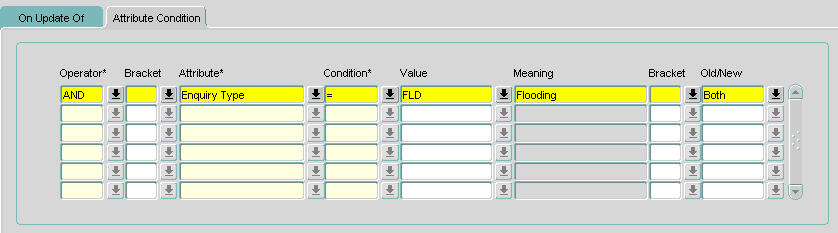 On Update Of Attribute Condition
Operator* Bracket Attribute* Condition* Value Meaning Bracket Old/New
AND Enquiry Type = FLD Flooding Both